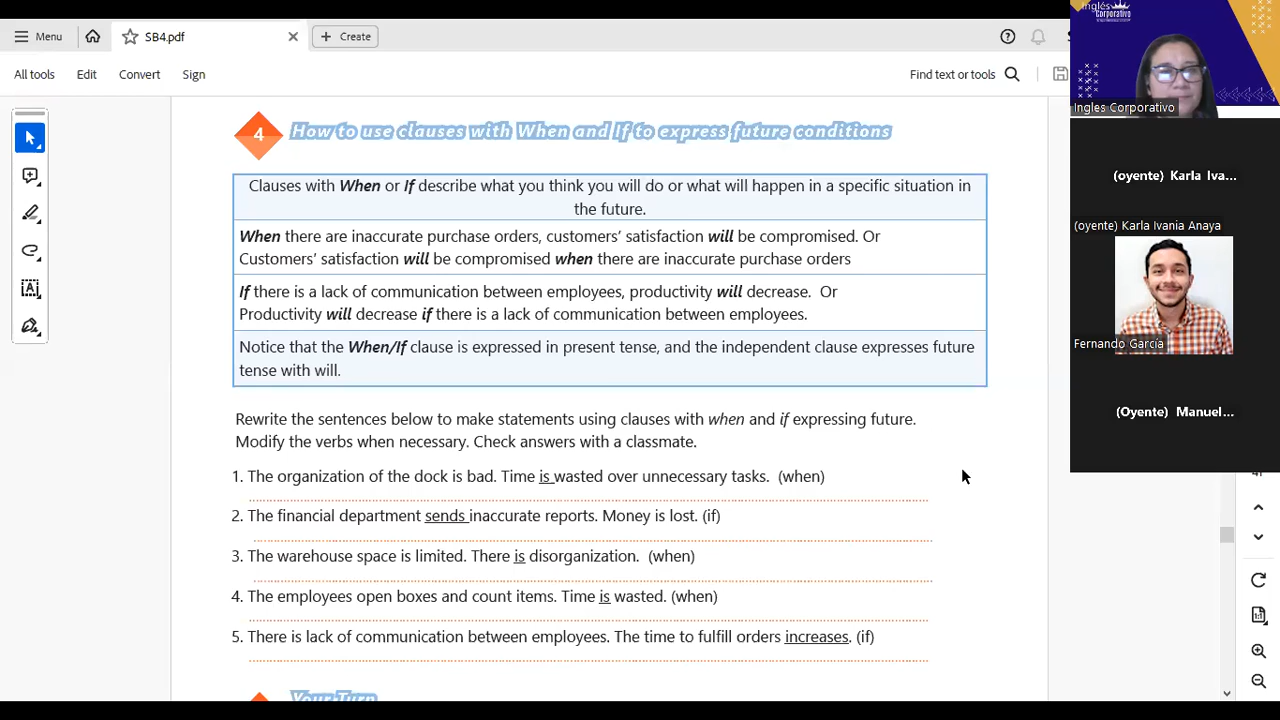 Menu
SB4.pdf
Create
All tools
Edit
Convert
Sign
Find text or tools
4
How to use clauses with When and If to express future conditions
Clauses with When or If describe what you think you will do or what will happen in a specific situation in
the future.
When there are inaccurate purchase orders, customers' satisfaction will be compromised. Or
Customers' satisfaction will be compromised when there are inaccurate purchase orders
If there is a lack of communication between employees, productivity will decrease.  Or
Productivity will decrease if there is a lack of communication between employees.
Notice that the When/If clause is expressed in present tense, and the independent clause expresses future
tense with will.
Rewrite the sentences below to make statements using clauses with when and if expressing future.
Modify the verbs when necessary. Check answers with a classmate.
1. The organization of the dock is bad. Time is wasted over unnecessary tasks.  (when)
2. The financial department sends inaccurate reports. Money is lost. (if)
3. The warehouse space is limited. There is disorganization.  (when)
4. The employees open boxes and count items. Time is wasted. (when)
5. There is lack of communication between employees. The time to fulfill orders increases. (if)
Your Turn
Inglés
Corporativo
Ingles Corporativo
(oyente) Karla Iva...
(oyente) Karla Ivania Anaya
Fernando García
(Oyente) Manuel...
1:1